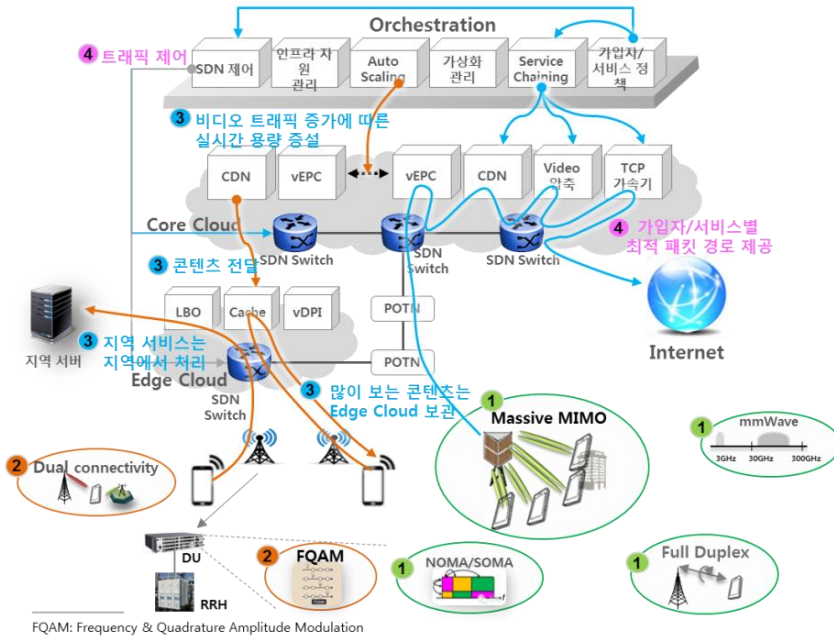 Orchestration
4 트래픽 제어
SDN 제어
인프라 자
원
관리
Auto
Scaling
가상화
관리
Service
Chaining
가입자/
서비스 정
책
3 비디오 트래픽 증가에 따른
실시간 용량 증설
CDN
vEPC
vEPC
CDN
Video
압축
TCP
가속기
Core Cloud
SDN Switch
SDN Switch
SDN Switch
4 가입자/서비스별
최적 패킷 경로 제공
3 콘텐츠 전달
LBO
Cache
vDPI
POTN
Internet
지역 서버
3 지역 서비스는
지역에서 처리
POTN
Edge Cloud
SDN
Switch
3 많이 보는 콘텐츠는
Edge Cloud 보관
1
Massive MIMO
1
mmWave
3GHz 30GHz 300GHz
2
Dual connectivity
DU
RRH
2
FQAM
1
NOMA/SOMA
f
1
Full Duplex
FQAM: Frequency & Quadrature Amplitude Modulation